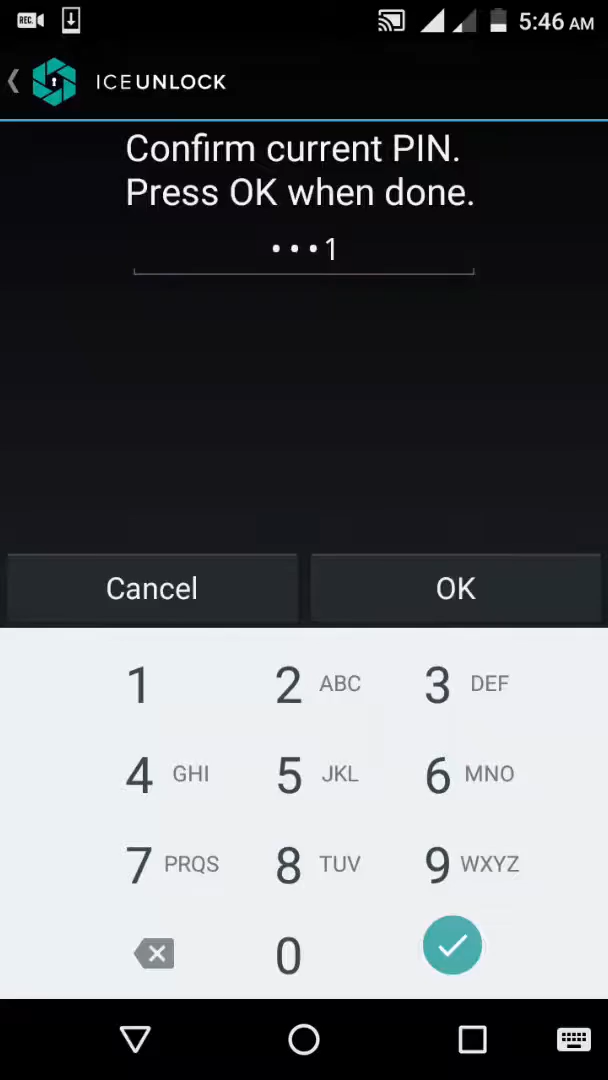 REC. 5:46 AM
ICEUNLOCK
Confirm current PIN.
Press OK when done.
•••1
Cancel OK
1 2 ABC 3 DEF
4 GHI 5 JKL 6 MNO
7 PRQS 8 TUV 9 WXYZ
0